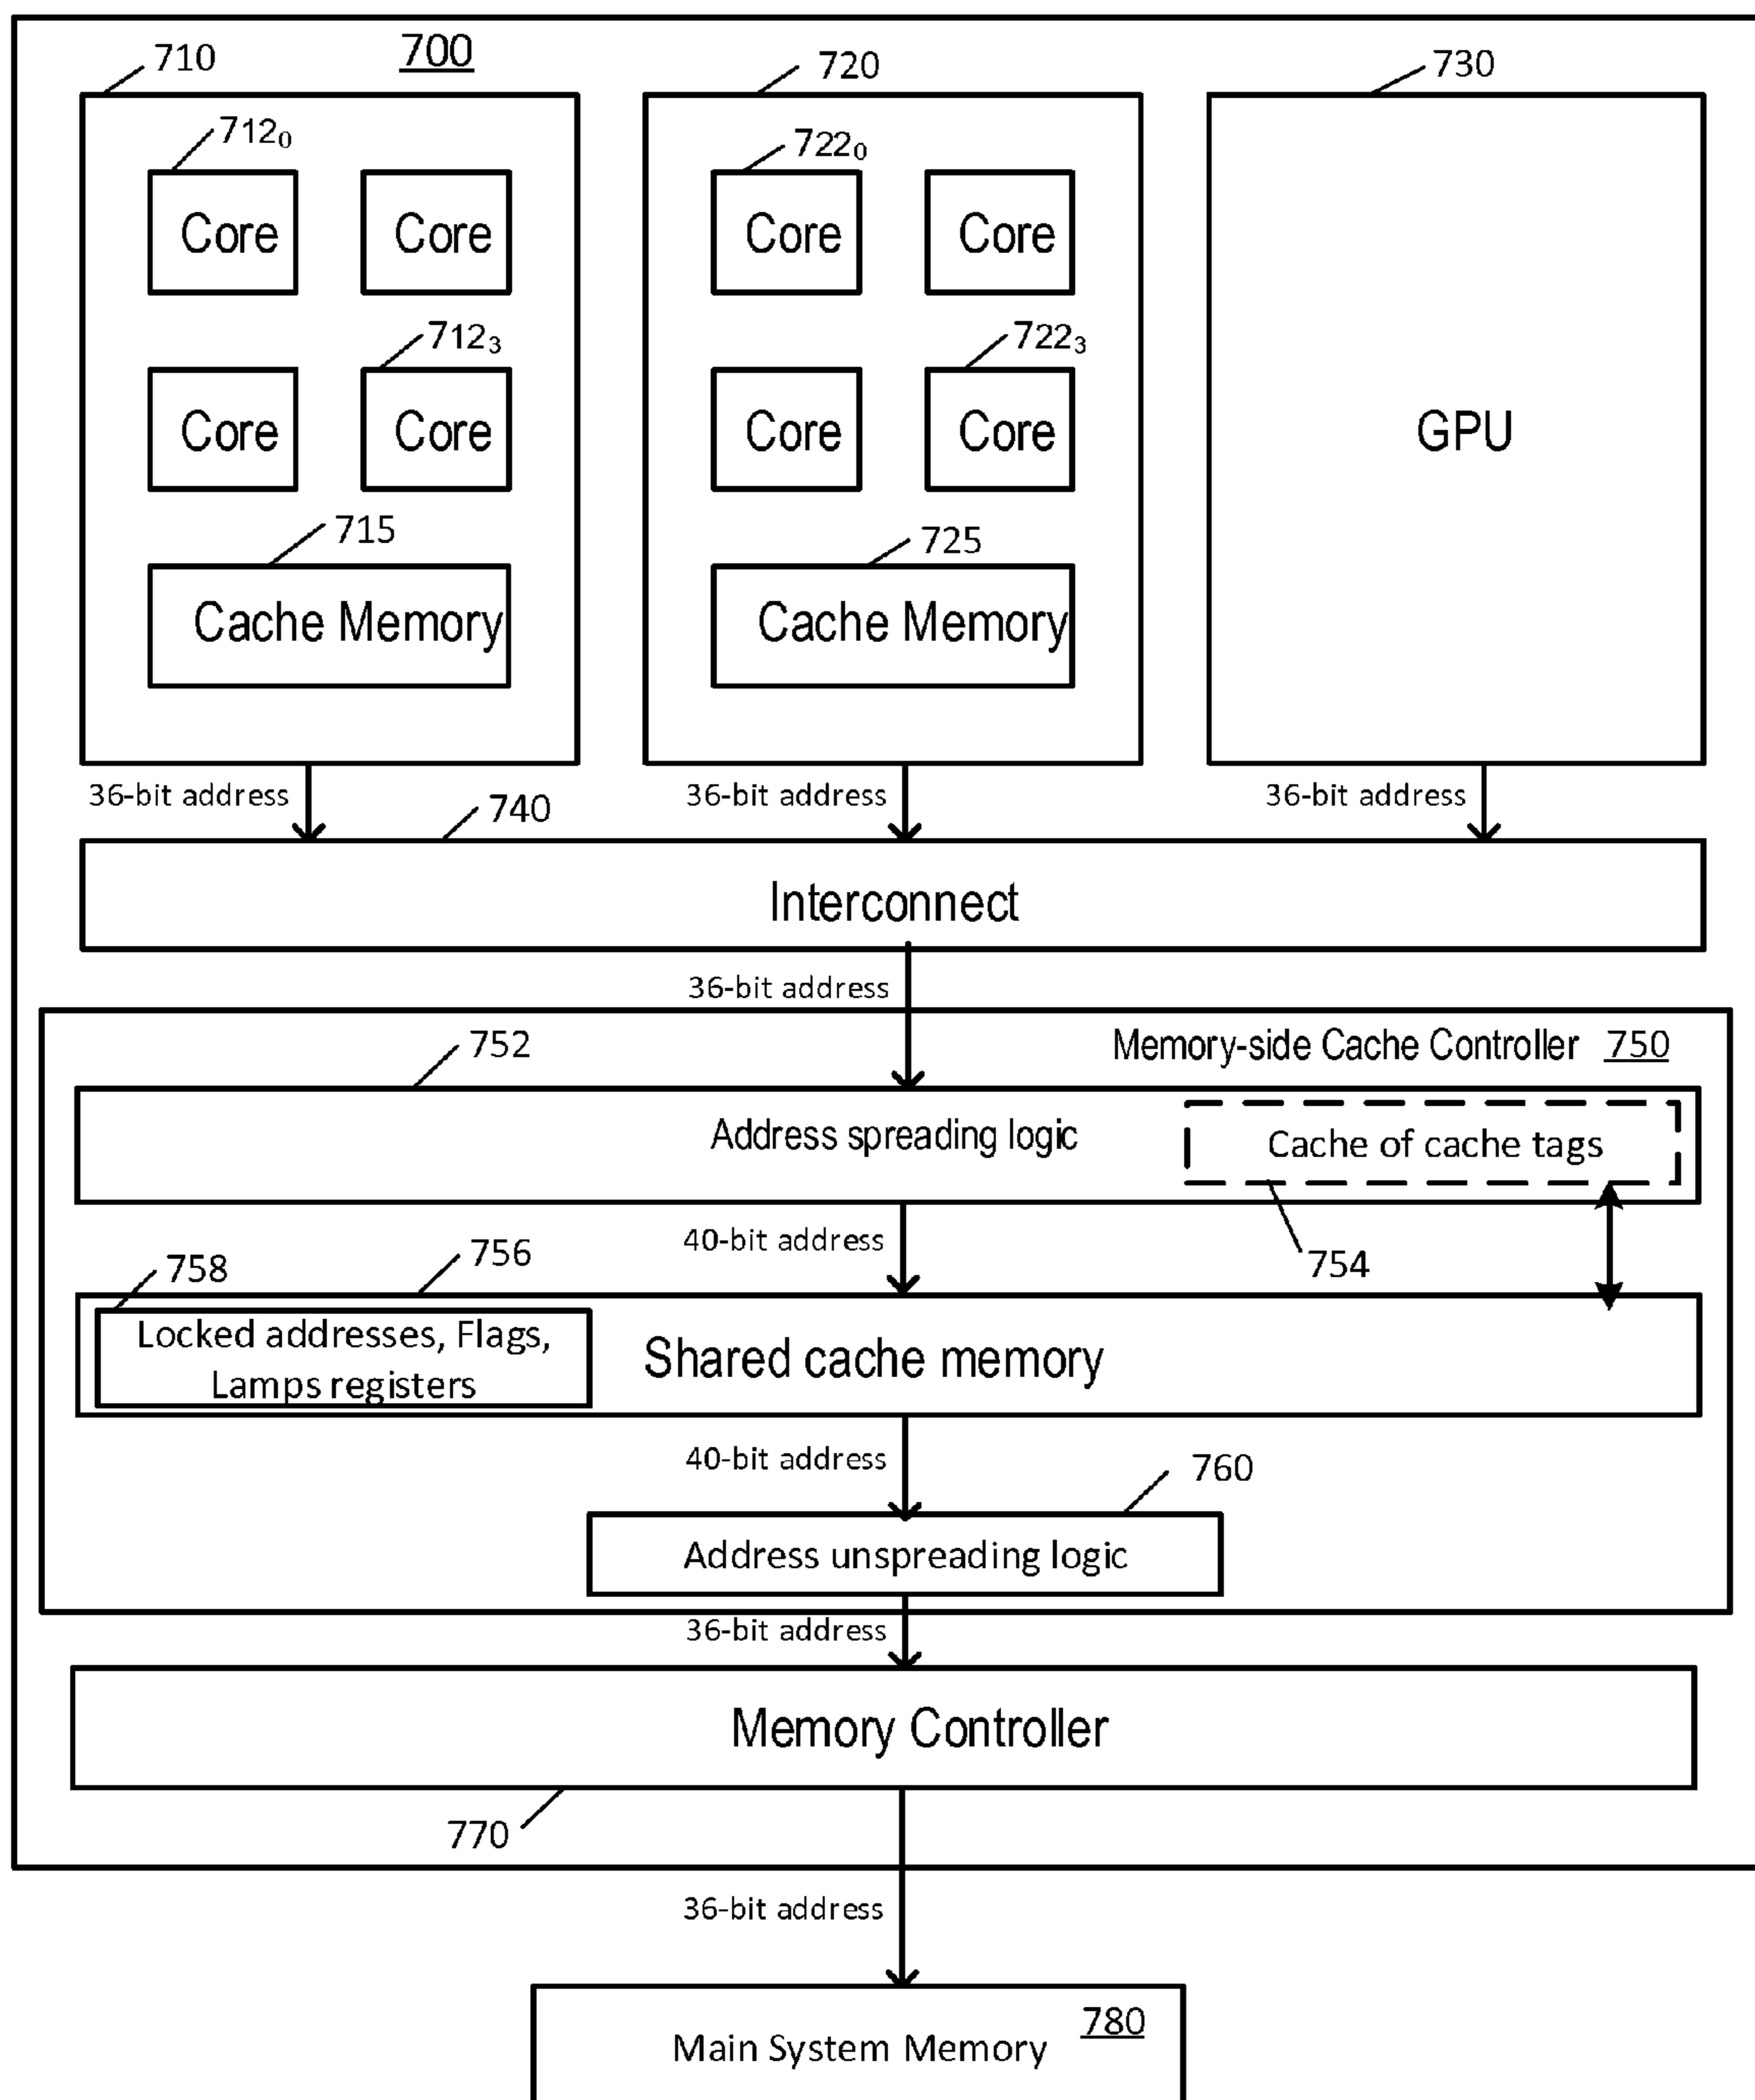 700
710
720
730
712₀
722₀
Core
Core
Core
Core
712₃
722₃
Core
Core
Core
Core
GPU
715
725
Cache Memory
Cache Memory
36-bit address
36-bit address
36-bit address
740
Interconnect
36-bit address
752
Memory-side Cache Controller 750
Address spreading logic
Cache of cache tags
758
756
40-bit address
754
Locked addresses, Flags,
Lamps registers
Shared cache memory
40-bit address
760
Address unspreading logic
36-bit address
Memory Controller
770
36-bit address
780
Main System Memory